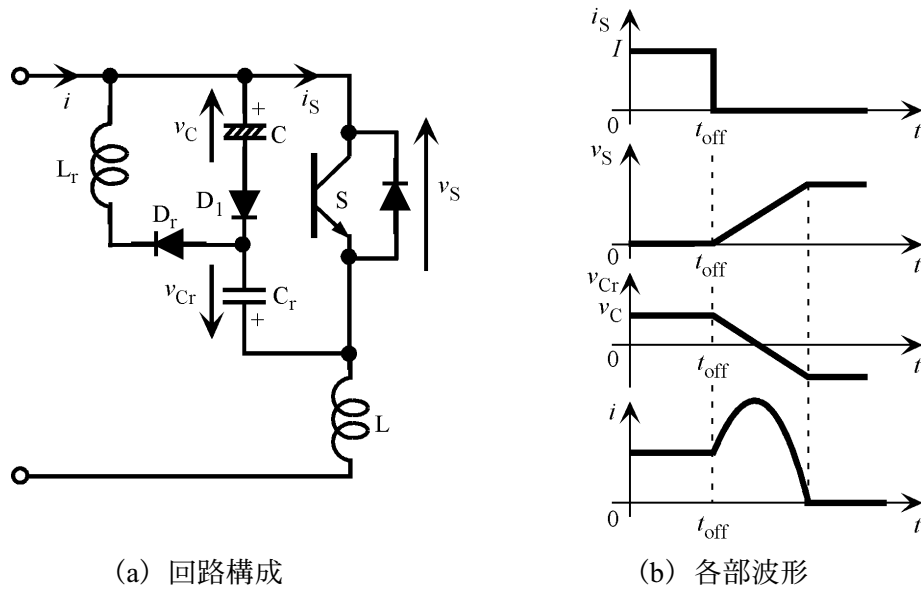 i
i_S
v_C
+
C
L_r
D_1
S
v_S
D_r
v_Cr
C_r
+
L
(a) 回路構成
i_S
I
0
t_off
t
v_S
0
t_off
t
v_Cr
v_C
0
t_off
t
i
0
t_off
t
(b) 各部波形